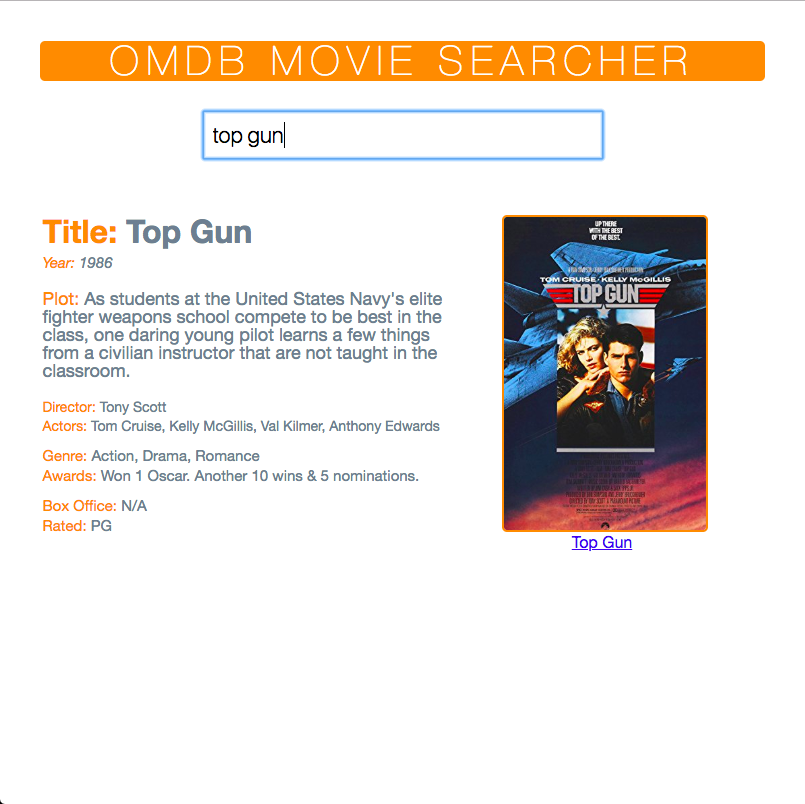 OMDB MOVIE SEARCHER
top gun
Title: Top Gun
Year: 1986
Plot: As students at the United States Navy's elite
fighter weapons school compete to be best in the
class, one daring young pilot learns a few things
from a civilian instructor that are not taught in the
classroom.
Director: Tony Scott
Actors: Tom Cruise, Kelly McGillis, Val Kilmer, Anthony Edwards
Genre: Action, Drama, Romance
Awards: Won 1 Oscar. Another 10 wins & 5 nominations.
Box Office: N/A
Rated: PG
UP THERE
WITH THE BEST
OF THE BEST.
TOM CRUISE · KELLY McGILLIS
TOP GUN
Top Gun